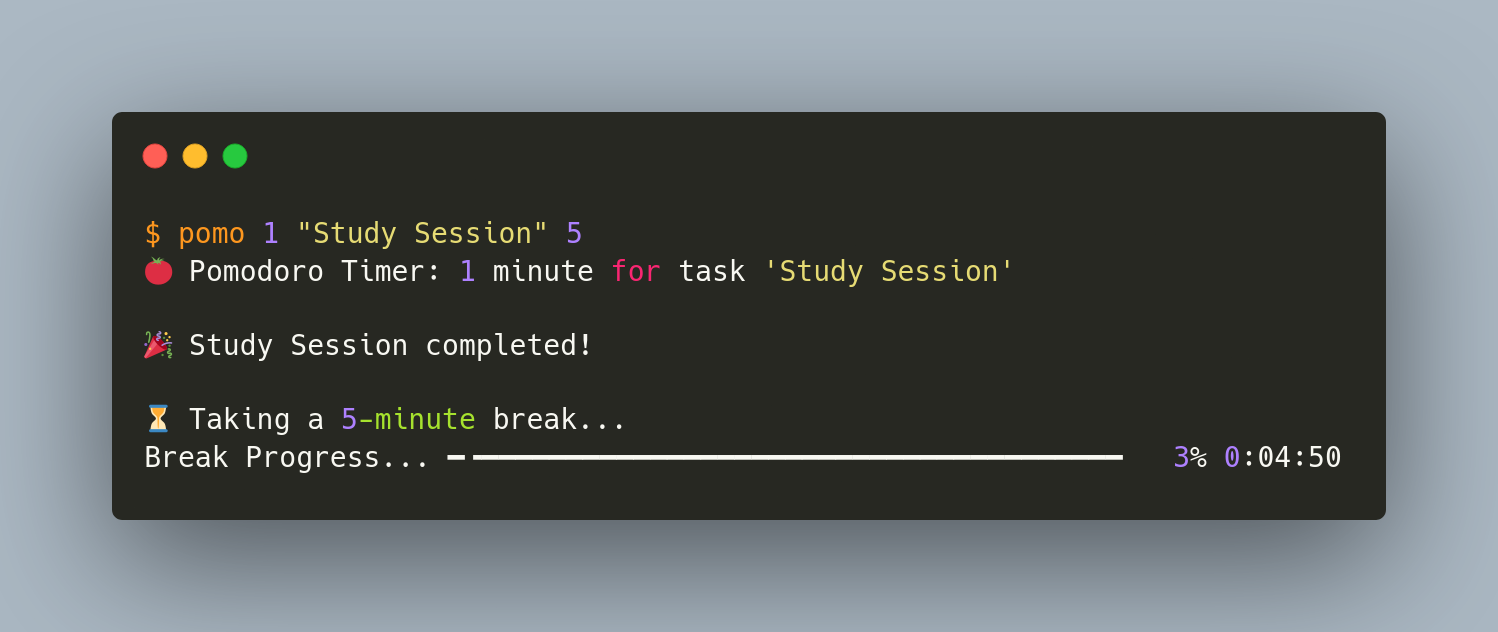 $ pomo 1 "Study Session" 5
🍅 Pomodoro Timer: 1 minute for task 'Study Session'
🎉 Study Session completed!
⏳ Taking a 5-minute break...
Break Progress... ━╺━━━━━━━━━━━━━━━━━━━━━━━━━━━━━━━━━━━━━━ 3% 0:04:50